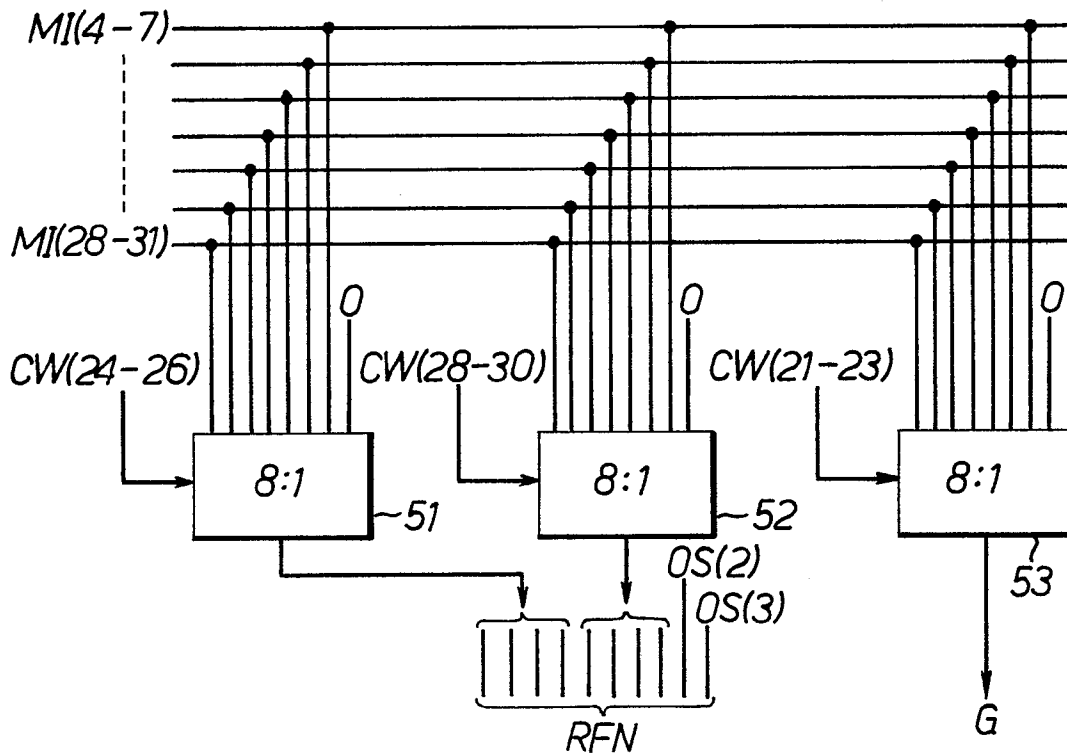 MI(4-7)
MI(28-31)
0 0 0
CW(24-26) CW(28-30) CW(21-23)
8:1 8:1 8:1
51 52 53
OS(2)
OS(3)
RFN G